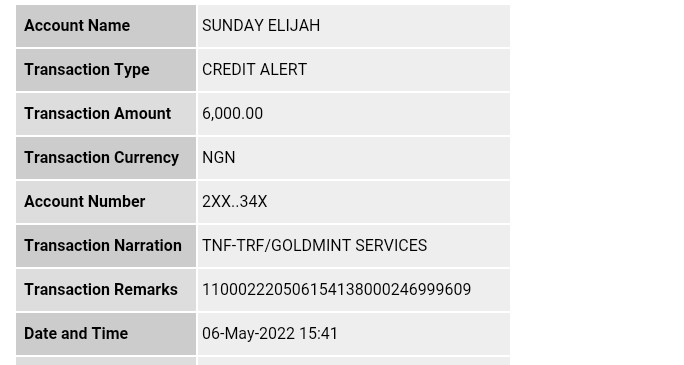 Account Name SUNDAY ELIJAH
Transaction Type CREDIT ALERT
Transaction Amount 6,000.00
Transaction Currency NGN
Account Number 2XX..34X
Transaction Narration TNF-TRF/GOLDMINT SERVICES
Transaction Remarks 110002220506154138000246999609
Date and Time 06-May-2022 15:41